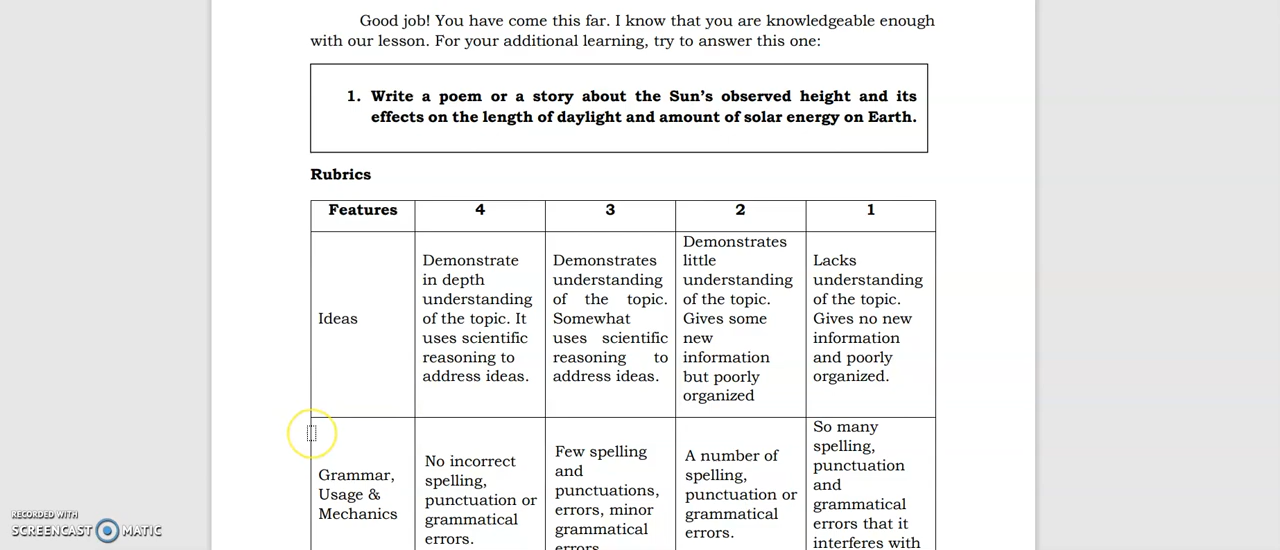 Good job! You have come this far. I know that you are knowledgeable enough
with our lesson. For your additional learning, try to answer this one:
1. Write a poem or a story about the Sun's observed height and its
effects on the length of daylight and amount of solar energy on Earth.
Rubrics
Features
4
3
2
1
Ideas
Demonstrate
in depth
understanding
of the topic. It
uses scientific
reasoning to
address ideas.
Demonstrates
understanding
of the topic.
Somewhat
uses scientific
reasoning to
address ideas.
Demonstrates
little
understanding
of the topic.
Gives some
new
information
but poorly
organized
Lacks
understanding
of the topic.
Gives no new
information
and poorly
organized.
Grammar,
Usage &
Mechanics
No incorrect
spelling,
punctuation or
grammatical
errors.
Few spelling
and
punctuations,
errors, minor
grammatical
errors
A number of
spelling,
punctuation or
grammatical
errors.
So many
spelling,
punctuation
and
grammatical
errors that it
interferes with
RECORDED WITH
SCREENCAST MATIC